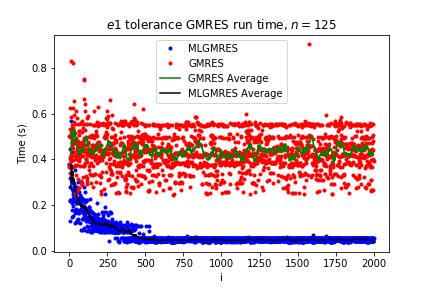 e1 tolerance GMRES run time, n = 125
MLGMRES
GMRES
GMRES Average
MLGMRES Average
Time (s)
0.8
0.6
0.4
0.2
0.0
0 250 500 750 1000 1250 1500 1750 2000
i